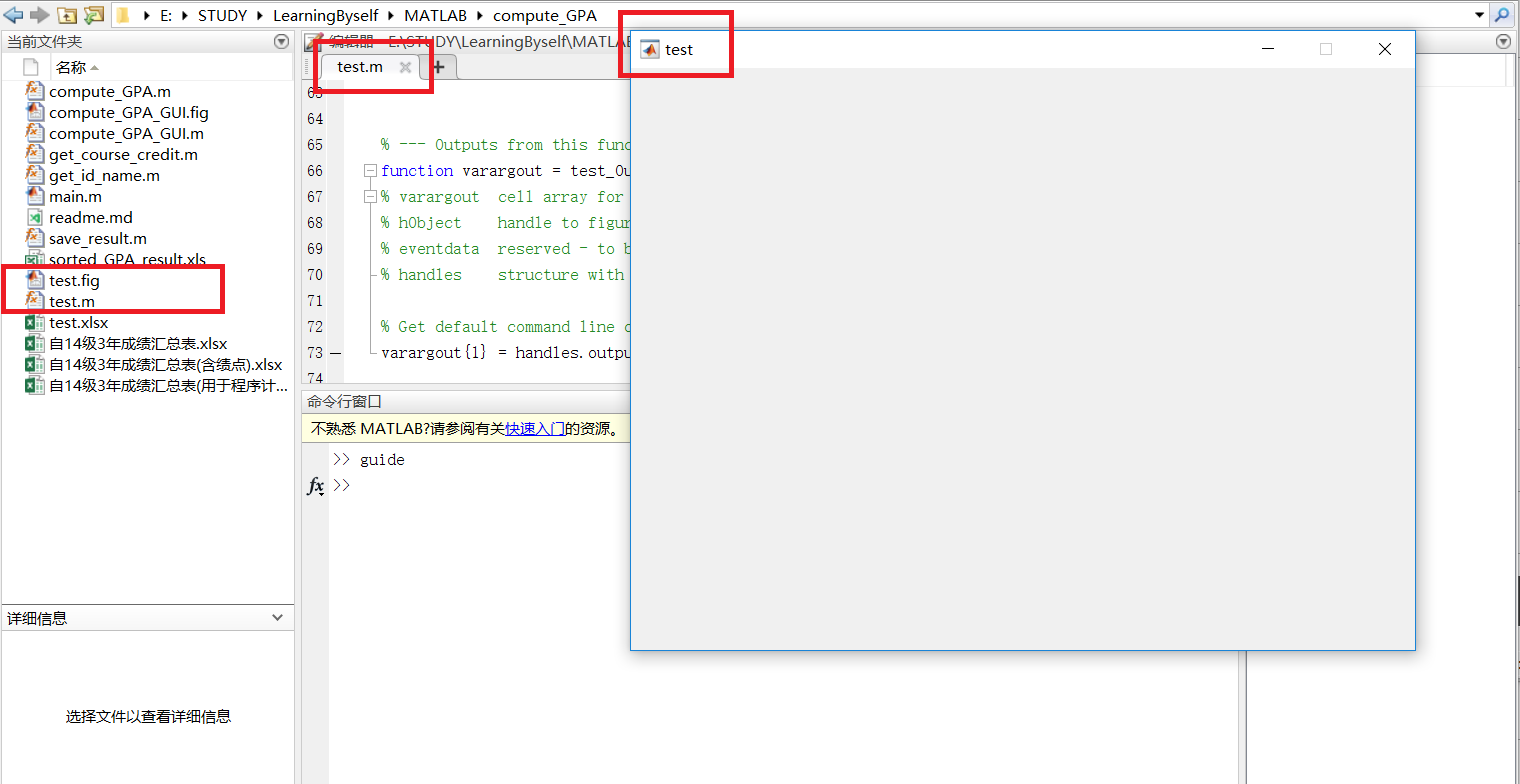 E: STUDY LearningByself MATLAB compute_GPA
当前文件夹
名称
compute_GPA.m
compute_GPA_GUI.fig
compute_GPA_GUI.m
get_course_credit.m
get_id_name.m
main.m
readme.md
save_result.m
sorted_GPA_result.xls
test.fig
test.m
test.xlsx
自14级3年成绩汇总表.xlsx
自14级3年成绩汇总表(含绩点).xlsx
自14级3年成绩汇总表(用于程序计...
详细信息
选择文件以查看详细信息
编辑器 - E:\STUDY\LearningByself\MATLAB
test.m
63
64
65 % --- Outputs from this func
66 function varargout = test_Ou
67 % varargout cell array for
68 % hObject handle to figur
69 % eventdata reserved - to b
70 % handles structure with
71
72 % Get default command line o
73 varargout{1} = handles.outpu
74
命令行窗口
不熟悉 MATLAB?请参阅有关快速入门的资源。
>> guide
fx >>
test